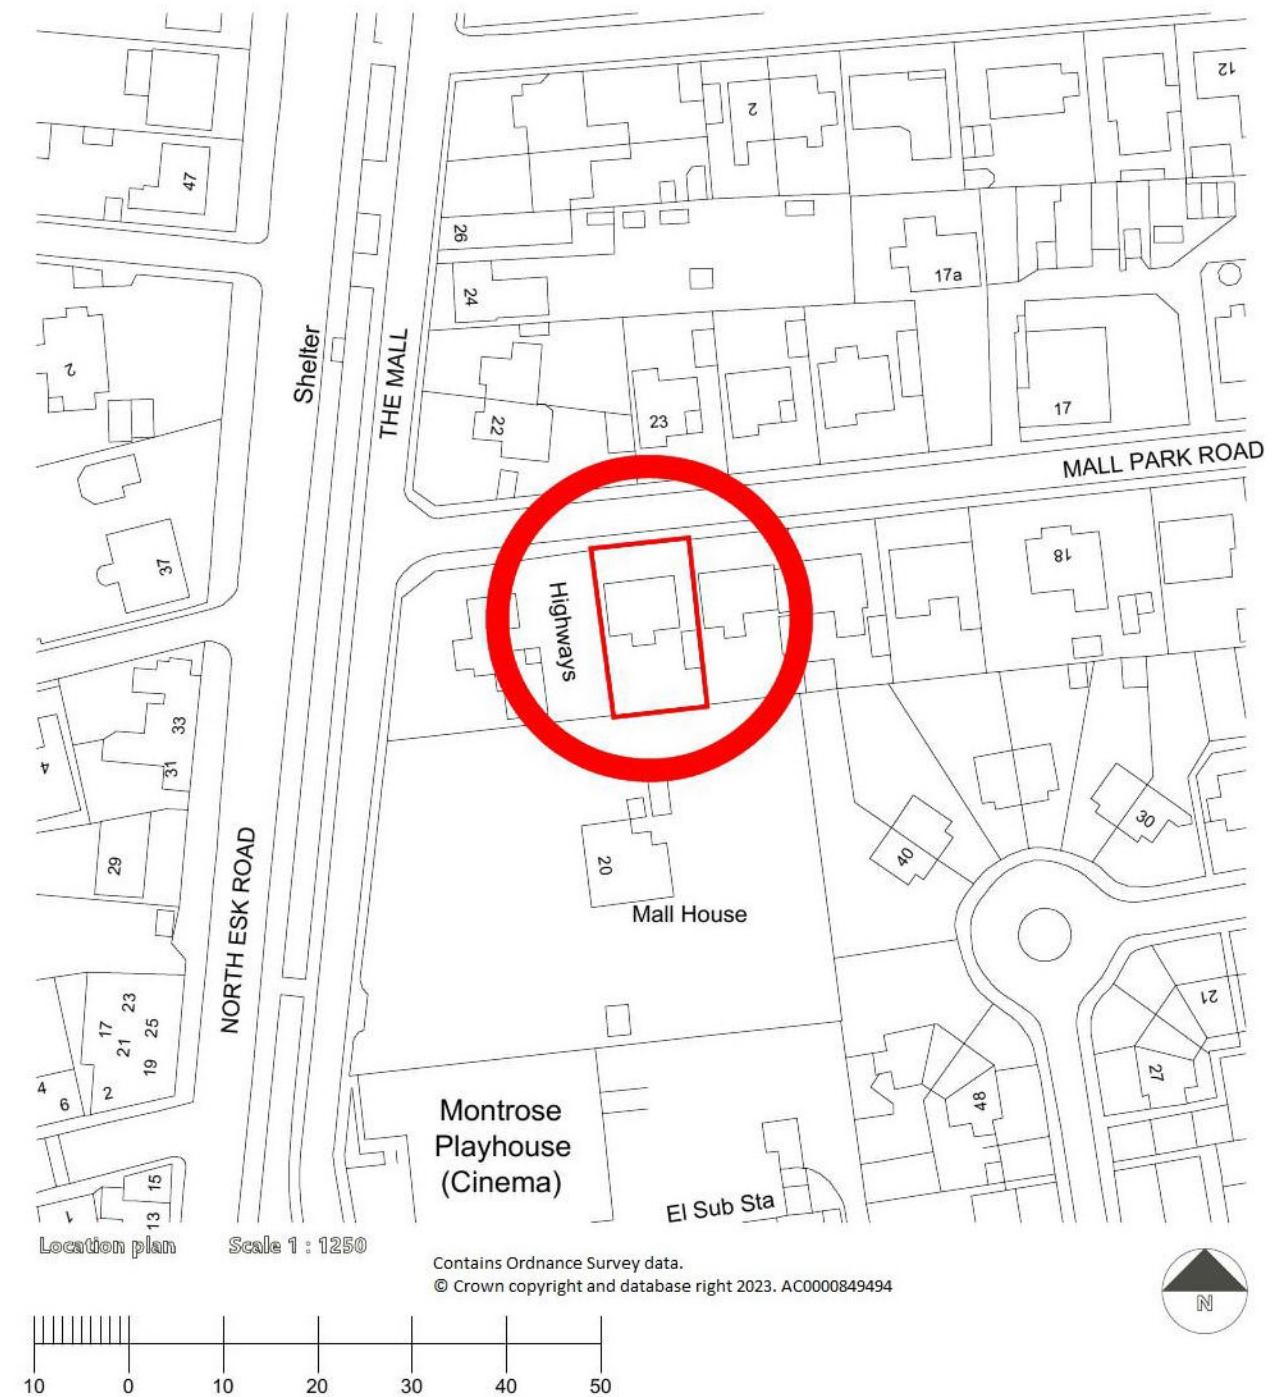 12
2
47
26
17a
24
Shelter
THE MALL
2
23
22
17
MALL PARK ROAD
37
18
Highways
33
31
4
30
20
40
29
Mall House
NORTH ESK ROAD
23
17
25
21
19
21
4
6
2
27
48
Montrose
Playhouse
(Cinema)
15
1
13
El Sub Sta
Location plan Scale 1 : 1250
Contains Ordnance Survey data.
© Crown copyright and database right 2023. AC0000849494
N
10 0 10 20 30 40 50